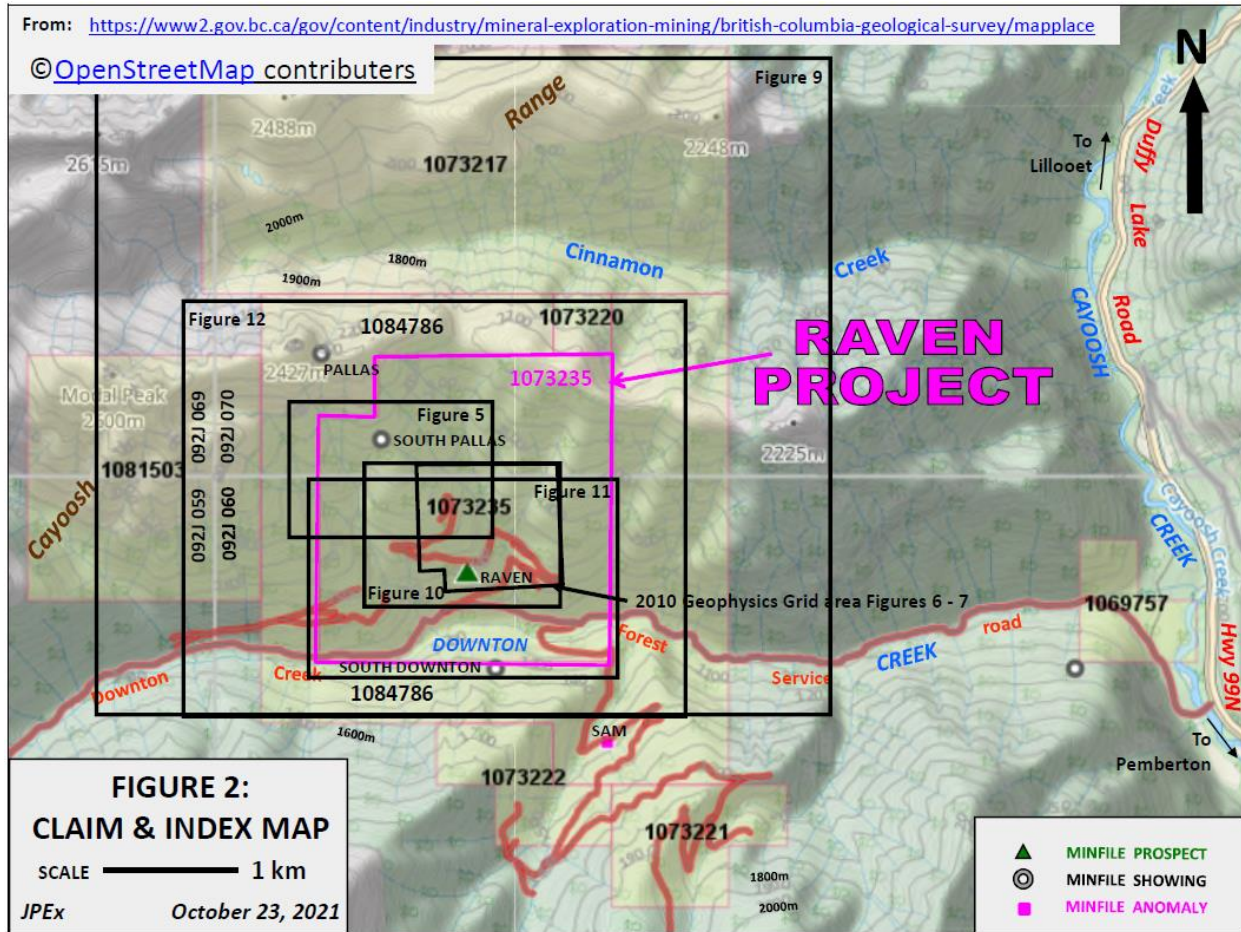 From: https://www2.gov.bc.ca/gov/content/industry/mineral-exploration-mining/british-columbia-geological-survey/mapplace
©OpenStreetMap contributers
Figure 9
N
Range
2488m
2248m
2615m
1073217
To
Lillooet
Creek
Duffy
Lake
Road
2000m
1800m
1900m
Cinnamon
Creek
CAYOOSH
CREEK
Cayoosh Creek
Hwy 99N
Figure 12
1084786
1073220
RAVEN
PROJECT
1073235
2427m
PALLAS
Modal Peak
2500m
Figure 5
SOUTH PALLAS
092J 069
092J 070
2225m
1081503
Cayoosh
092J 059
092J 060
1073235
Figure 11
RAVEN
Figure 10
2010 Geophysics Grid area Figures 6 - 7
1069757
DOWNTON
Forest
road
CREEK
Downton
Creek
SOUTH DOWNTON
Service
1084786
1600m
SAM
To
Pemberton
1073222
1073221
1800m
2000m
FIGURE 2:
CLAIM & INDEX MAP
SCALE 1 km
JPEx October 23, 2021
MINFILE PROSPECT
MINFILE SHOWING
MINFILE ANOMALY